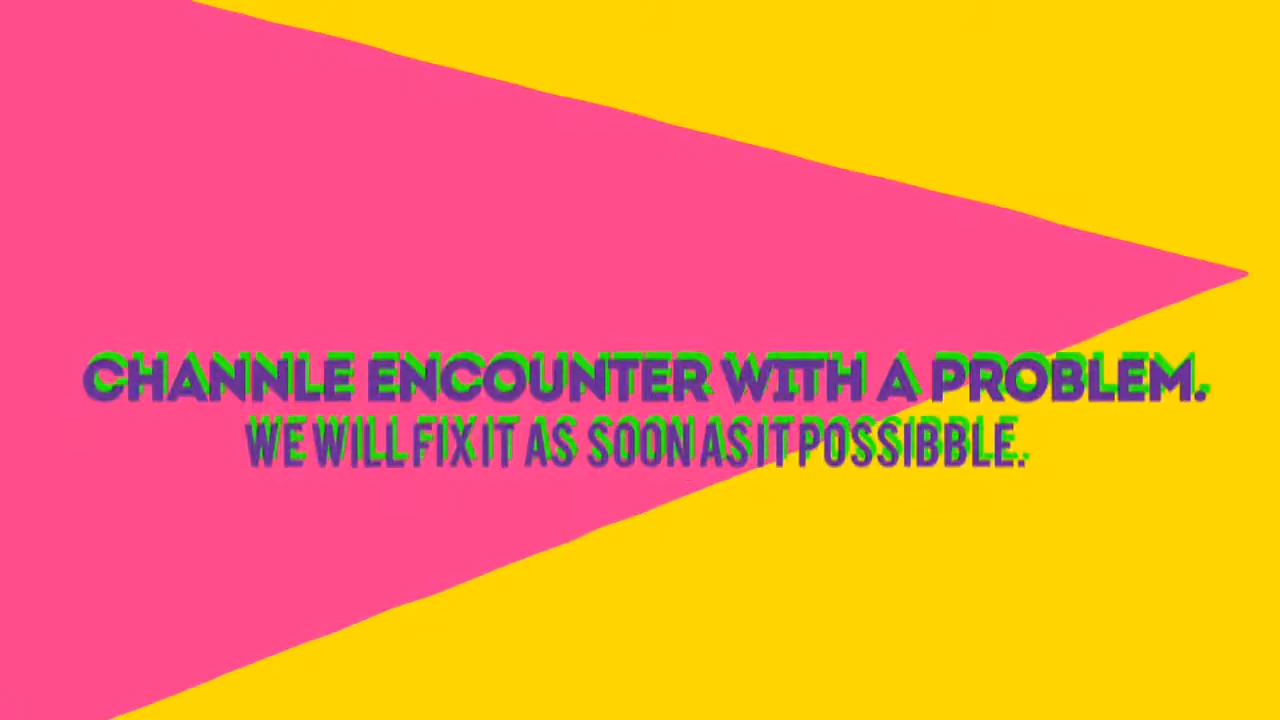 CHANNLE ENCOUNTER WITH A PROBLEM.
WE WILL FIX IT AS SOON AS IT POSSIBBLE.